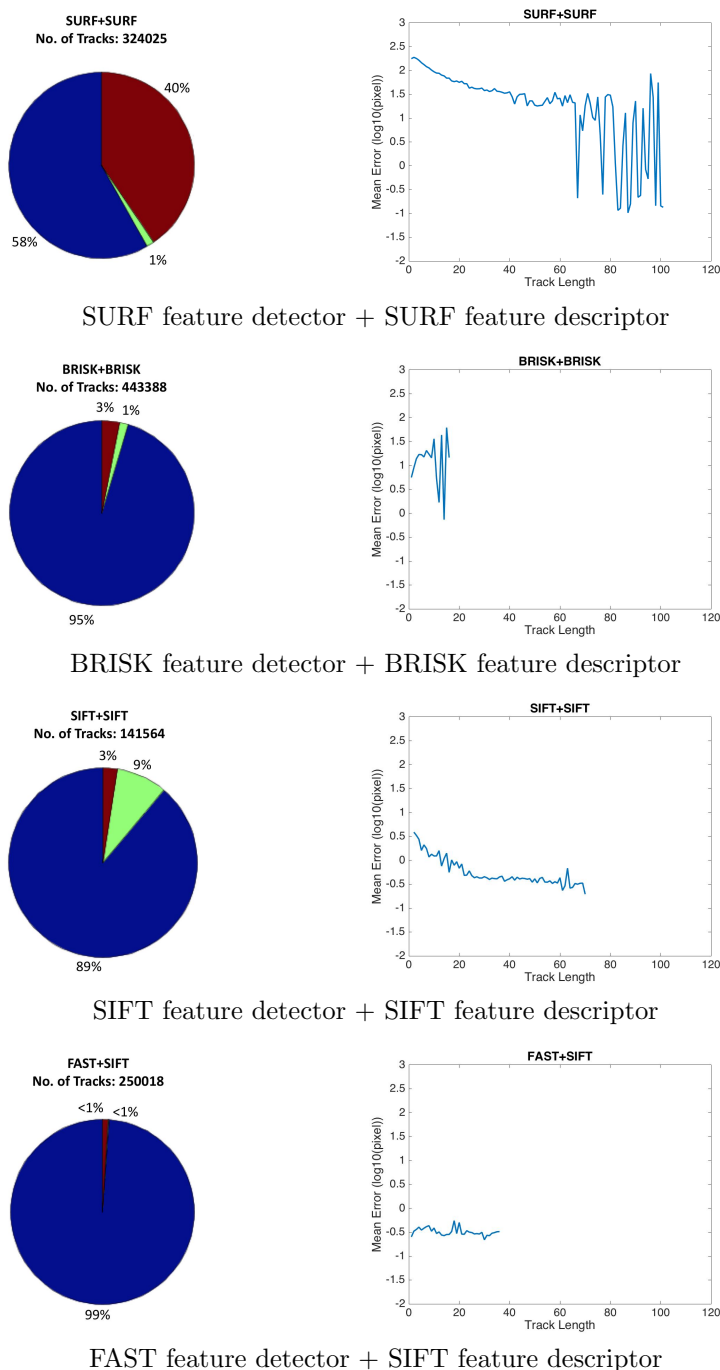 SURF+SURF
No. of Tracks: 324025
40%
58%
1%
SURF+SURF
3
2.5
2
1.5
1
0.5
0
-0.5
-1
-1.5
-2
0 20 40 60 80 100 120
Mean Error (log10(pixel))
Track Length
SURF feature detector + SURF feature descriptor
BRISK+BRISK
No. of Tracks: 443388
3% 1%
95%
BRISK+BRISK
3
2.5
2
1.5
1
0.5
0
-0.5
-1
-1.5
-2
0 20 40 60 80 100 120
Mean Error (log10(pixel))
Track Length
BRISK feature detector + BRISK feature descriptor
SIFT+SIFT
No. of Tracks: 141564
3% 9%
89%
SIFT+SIFT
3
2.5
2
1.5
1
0.5
0
-0.5
-1
-1.5
-2
0 20 40 60 80 100 120
Mean Error (log10(pixel))
Track Length
SIFT feature detector + SIFT feature descriptor
FAST+SIFT
No. of Tracks: 250018
<1% <1%
99%
FAST+SIFT
3
2.5
2
1.5
1
0.5
0
-0.5
-1
-1.5
-2
0 20 40 60 80 100 120
Mean Error (log10(pixel))
Track Length
FAST feature detector + SIFT feature descriptor